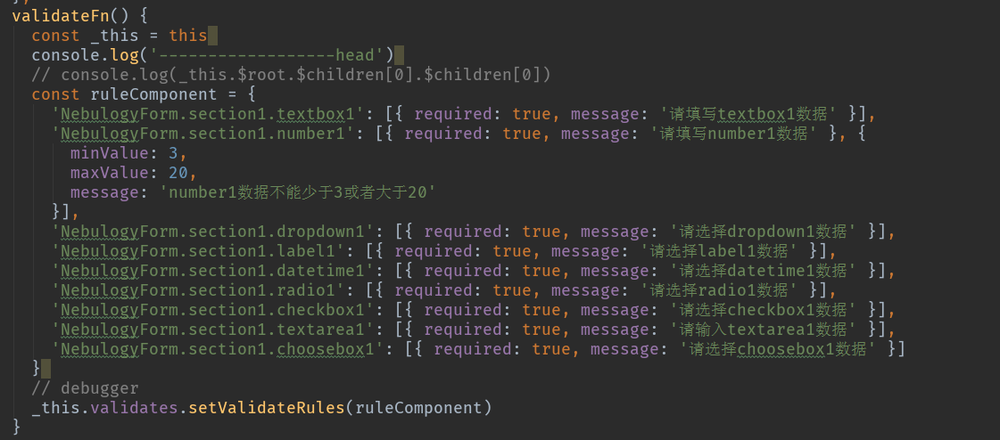 },
validateFn() {
const _this = this
console.log('------------------head')
// console.log(_this.$root.$children[0].$children[0])
const ruleComponent = {
'NebulogyForm.section1.textbox1': [{ required: true, message: '请填写textbox1数据' }],
'NebulogyForm.section1.number1': [{ required: true, message: '请填写number1数据' }, {
minValue: 3,
maxValue: 20,
message: 'number1数据不能少于3或者大于20'
}],
'NebulogyForm.section1.dropdown1': [{ required: true, message: '请选择dropdown1数据' }],
'NebulogyForm.section1.label1': [{ required: true, message: '请选择label1数据' }],
'NebulogyForm.section1.datetime1': [{ required: true, message: '请选择datetime1数据' }],
'NebulogyForm.section1.radio1': [{ required: true, message: '请选择radio1数据' }],
'NebulogyForm.section1.checkbox1': [{ required: true, message: '请选择checkbox1数据' }],
'NebulogyForm.section1.textarea1': [{ required: true, message: '请输入textarea1数据' }],
'NebulogyForm.section1.choosebox1': [{ required: true, message: '请选择choosebox1数据' }]
}
// debugger
_this.validates.setValidateRules(ruleComponent)
}